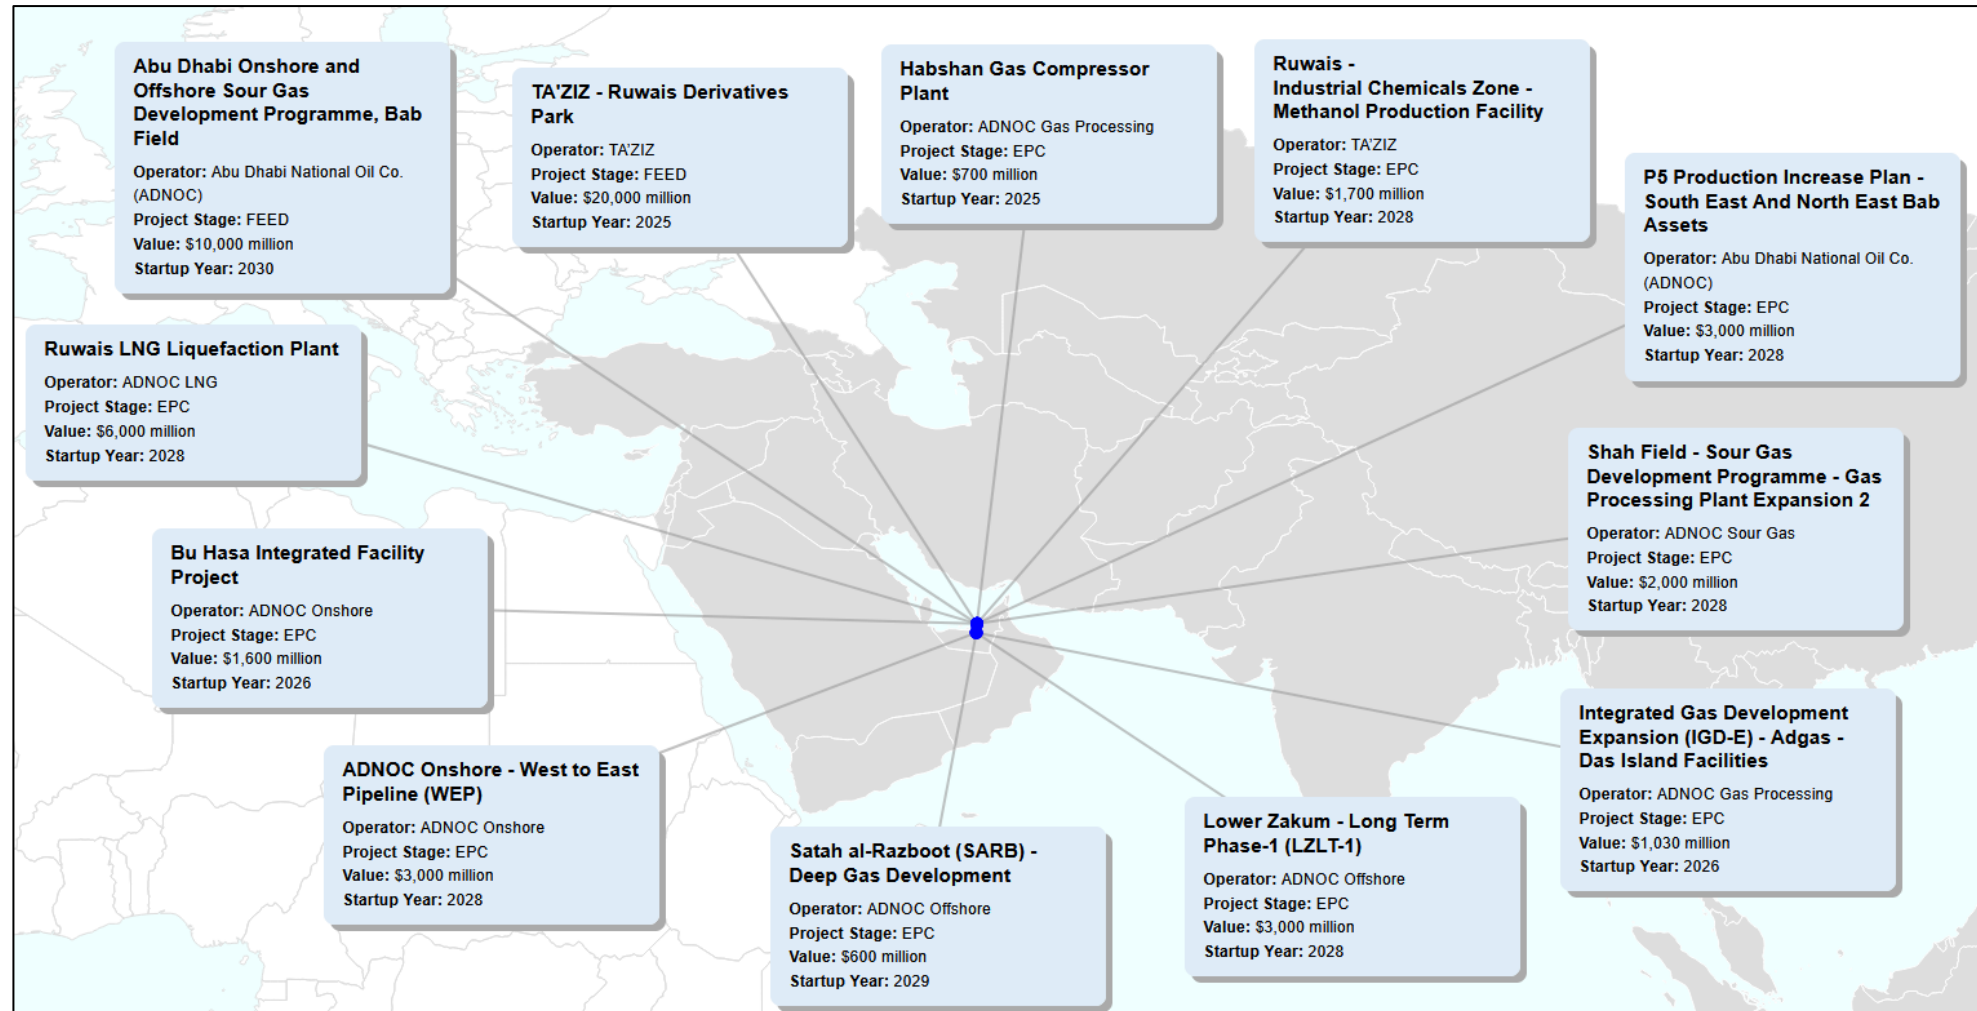 Abu Dhabi Onshore and
Offshore Sour Gas
Development Programme, Bab
Field
Operator: Abu Dhabi National Oil Co.
(ADNOC)
Project Stage: FEED
Value: $10,000 million
Startup Year: 2030
TA'ZIZ - Ruwais Derivatives
Park
Operator: TA'ZIZ
Project Stage: FEED
Value: $20,000 million
Startup Year: 2025
Habshan Gas Compressor
Plant
Operator: ADNOC Gas Processing
Project Stage: EPC
Value: $700 million
Startup Year: 2025
Ruwais -
Industrial Chemicals Zone -
Methanol Production Facility
Operator: TA'ZIZ
Project Stage: EPC
Value: $1,700 million
Startup Year: 2028
P5 Production Increase Plan -
South East And North East Bab
Assets
Operator: Abu Dhabi National Oil Co.
(ADNOC)
Project Stage: EPC
Value: $3,000 million
Startup Year: 2028
Ruwais LNG Liquefaction Plant
Operator: ADNOC LNG
Project Stage: EPC
Value: $6,000 million
Startup Year: 2028
Shah Field - Sour Gas
Development Programme - Gas
Processing Plant Expansion 2
Operator: ADNOC Sour Gas
Project Stage: EPC
Value: $2,000 million
Startup Year: 2028
Bu Hasa Integrated Facility
Project
Operator: ADNOC Onshore
Project Stage: EPC
Value: $1,600 million
Startup Year: 2026
Integrated Gas Development
Expansion (IGD-E) - Adgas -
Das Island Facilities
Operator: ADNOC Gas Processing
Project Stage: EPC
Value: $1,030 million
Startup Year: 2026
ADNOC Onshore - West to East
Pipeline (WEP)
Operator: ADNOC Onshore
Project Stage: EPC
Value: $3,000 million
Startup Year: 2028
Satah al-Razboot (SARB) -
Deep Gas Development
Operator: ADNOC Offshore
Project Stage: EPC
Value: $600 million
Startup Year: 2029
Lower Zakum - Long Term
Phase-1 (LZLT-1)
Operator: ADNOC Offshore
Project Stage: EPC
Value: $3,000 million
Startup Year: 2028